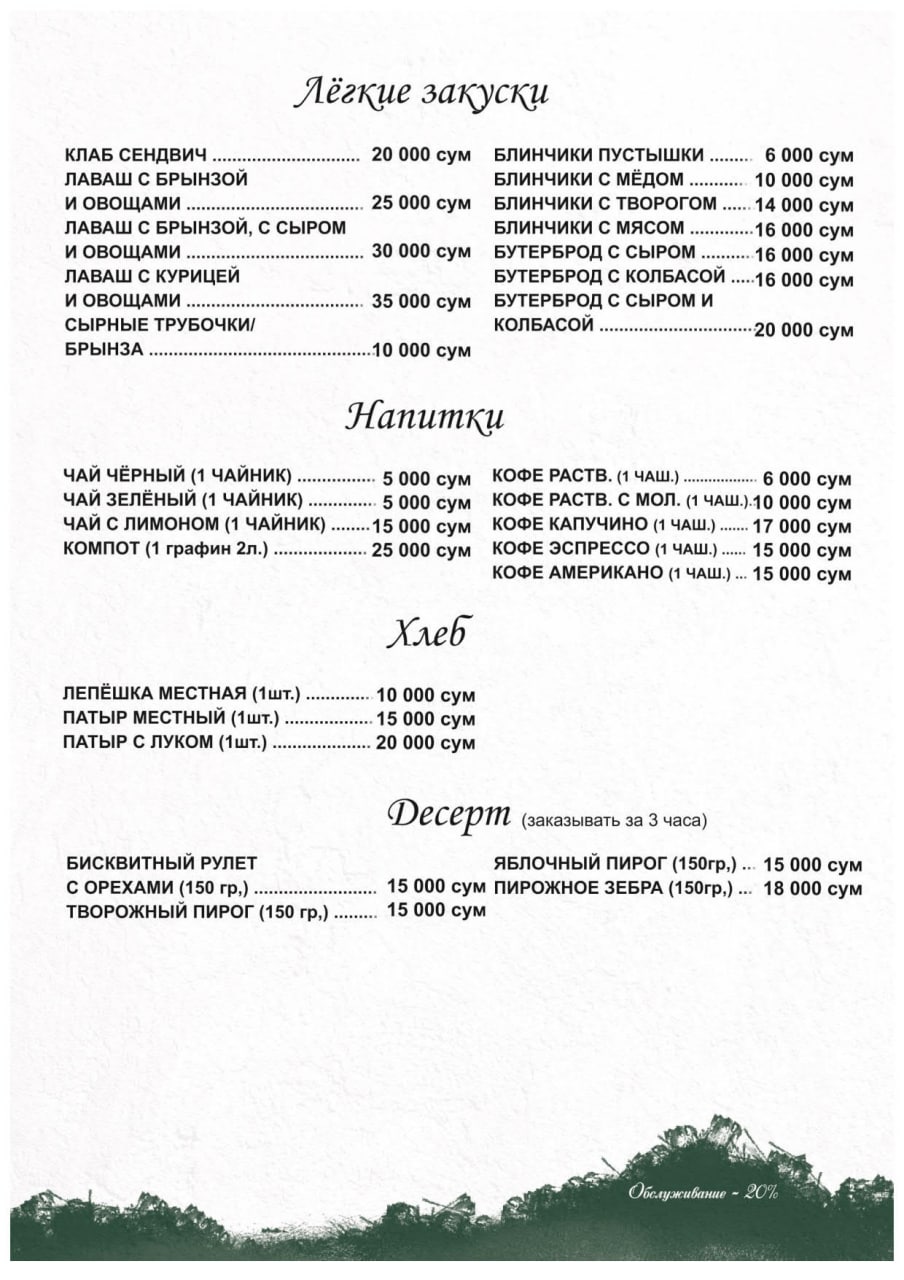 Лёгкие закуски
КЛАБ СЕНДВИЧ ............................ 20 000 сум
ЛАВАШ С БРЫНЗОЙ
И ОВОЩАМИ ................................. 25 000 сум
ЛАВАШ С БРЫНЗОЙ, С СЫРОМ
И ОВОЩАМИ ................................. 30 000 сум
ЛАВАШ С КУРИЦЕЙ
И ОВОЩАМИ ................................. 35 000 сум
СЫРНЫЕ ТРУБОЧКИ/
БРЫНЗА ..........................................10 000 сум
БЛИНЧИКИ ПУСТЫШКИ ........ 6 000 сум
БЛИНЧИКИ С МЁДОМ ........... 10 000 сум
БЛИНЧИКИ С ТВОРОГОМ ..... 14 000 сум
БЛИНЧИКИ С МЯСОМ ............ 16 000 сум
БУТЕРБРОД С СЫРОМ .......... 16 000 сум
БУТЕРБРОД С КОЛБАСОЙ .....16 000 сум
БУТЕРБРОД С СЫРОМ И
КОЛБАСОЙ .............................20 000 сум
Напитки
ЧАЙ ЧЁРНЫЙ (1 ЧАЙНИК) ............... 5 000 сум
ЧАЙ ЗЕЛЁНЫЙ (1 ЧАЙНИК) ............. 5 000 сум
ЧАЙ С ЛИМОНОМ (1 ЧАЙНИК) .......15 000 сум
КОМПОТ (1 графин 2л.) .................. 25 000 сум
КОФЕ РАСТВ. (1 ЧАШ.) ................. 6 000 сум
КОФЕ РАСТВ. С МОЛ. (1 ЧАШ.)..10 000 сум
КОФЕ КАПУЧИНО (1 ЧАШ.) ....... 17 000 сум
КОФЕ ЭСПРЕССО (1 ЧАШ.) ...... 15 000 сум
КОФЕ АМЕРИКАНО (1 ЧАШ.) ... 15 000 сум
Хлеб
ЛЕПЁШКА МЕСТНАЯ (1шт.) ............ 10 000 сум
ПАТЫР МЕСТНЫЙ (1шт.) ................ 15 000 сум
ПАТЫР С ЛУКОМ (1шт.) .................. 20 000 сум
Десерт (заказывать за 3 часа)
БИСКВИТНЫЙ РУЛЕТ
С ОРЕХАМИ (150 гр,) ....................... 15 000 сум
ТВОРОЖНЫЙ ПИРОГ (150 гр,) ........ 15 000 сум
ЯБЛОЧНЫЙ ПИРОГ (150гр,) ... 15 000 сум
ПИРОЖНОЕ ЗЕБРА (150гр,) ... 18 000 сум
Обслуживание ~ 20%